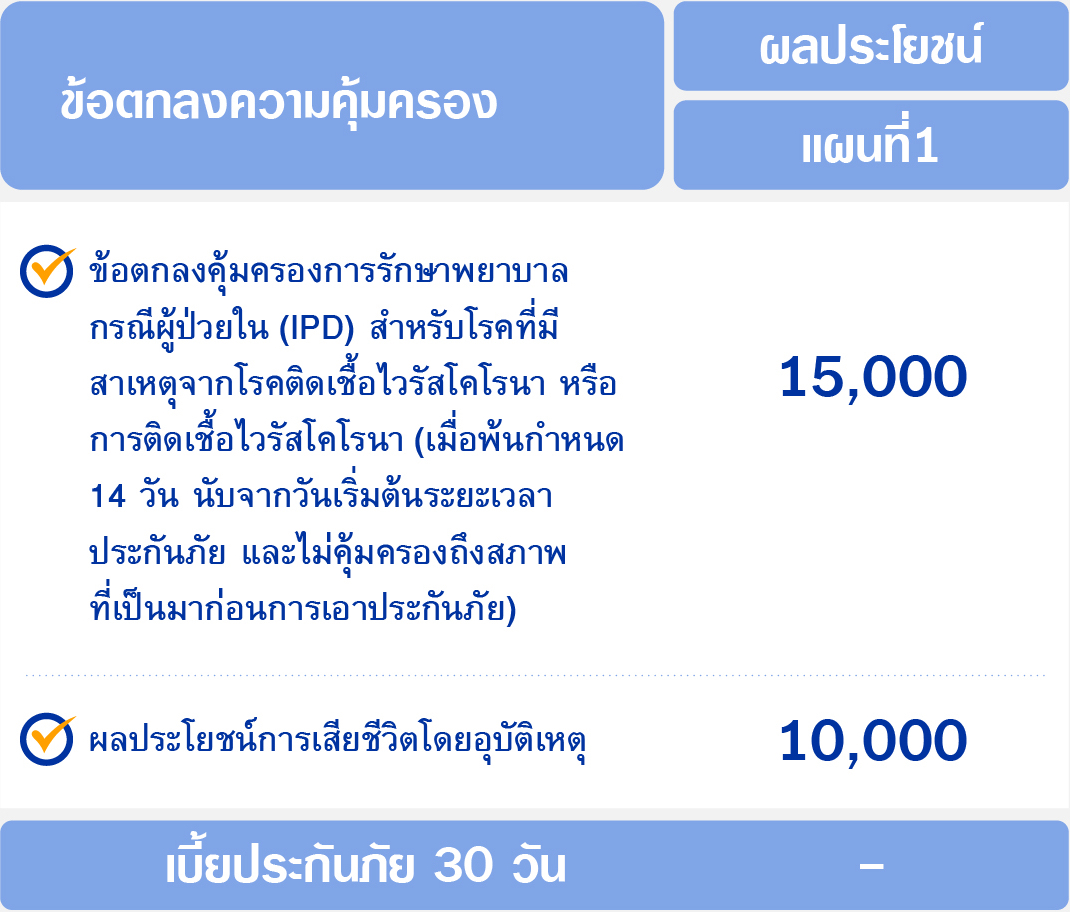 ข้อตกลงความคุ้มครอง
ผลประโยชน์
แผนที่1
ข้อตกลงคุ้มครองการรักษาพยาบาล
กรณีผู้ป่วยใน (IPD) สำหรับโรคที่มี
สาเหตุจากโรคติดเชื้อไวรัสโคโรนา หรือ
การติดเชื้อไวรัสโคโรนา (เมื่อพ้นกำหนด
14 วัน นับจากวันเริ่มต้นระยะเวลา
ประกันภัย และไม่คุ้มครองถึงสภาพ
ที่เป็นมาก่อนการเอาประกันภัย)
15,000
ผลประโยชน์การเสียชีวิตโดยอุบัติเหตุ
10,000
เบี้ยประกันภัย 30 วัน
–